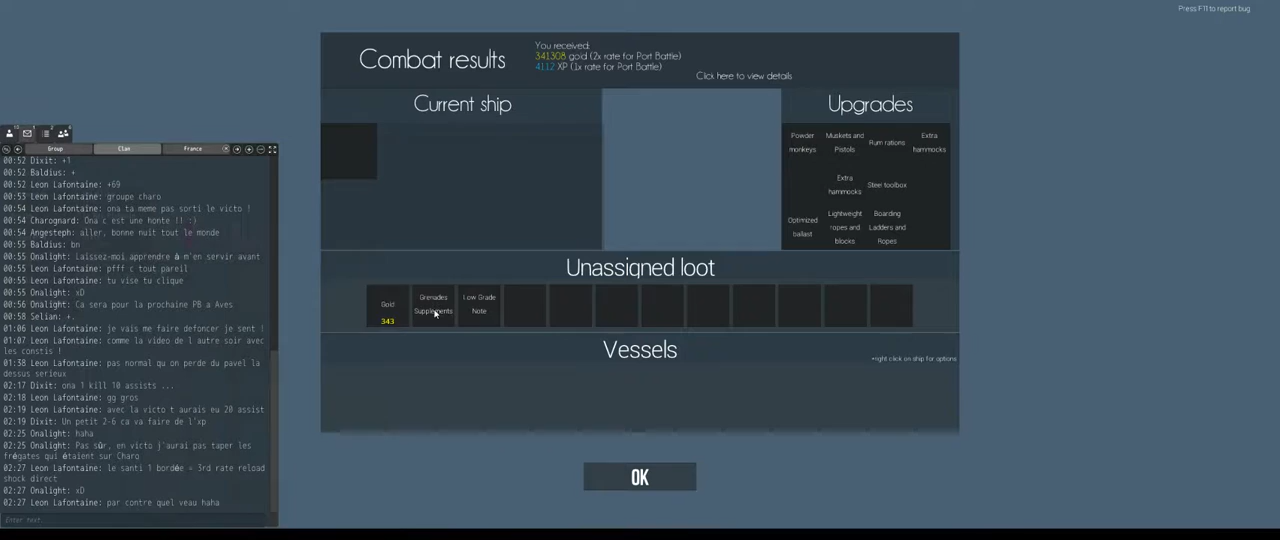 Press F11 to report bug
Combat results
You received:
341308 gold (2x rate for Port Battle)
4112 XP (1x rate for Port Battle)
Click here to view details
Current ship
Upgrades
Powder
monkeys
Muskets and
Pistols
Rum rations
Extra
hammocks
Extra
hammocks
Steel toolbox
Optimized
ballast
Lightweight
ropes and
blocks
Boarding
Ladders and
Ropes
Unassigned loot
Gold
343
Grenades
Supplements
Low Grade
Note
Vessels
*right click on ship for options
OK
Group
Clan
France
00:52 Dixit: +1
00:52 Baldius: +
00:52 Leon Lafontaine: +69
00:53 Leon Lafontaine: groupe charo
00:54 Leon Lafontaine: ona ta meme pas sorti le victo !
00:54 Charognard: Ona c est une honte (! :)
00:54 Angesteph: aller, bonne nuit tout le monde
00:55 Baldius: bn
00:55 Onalight: Laissez-moi apprendre à m'en servir avant
00:55 Leon Lafontaine: pfff c tout pareil
00:55 Leon Lafontaine: tu vise tu clique
00:55 Onalight: xD
00:56 Onalight: Ca sera pour la prochaine PB a Aves
00:58 Selian: +.
01:06 Leon Lafontaine: je vais me faire defoncer je sent !
01:07 Leon Lafontaine: comme la video de l autre soir avec
les constis !
01:38 Leon Lafontaine: pas normal qu on perde du pavel la
dessus serieux
02:17 Dixit: ona 1 kill 10 assists ...
02:18 Leon Lafontaine: gg gros
02:19 Leon Lafontaine: avec la victo t aurais eu 20 assist
02:19 Dixit: Un petit 2-6 ca va faire de l'xp
02:25 Onalight: haha
02:25 Onalight: Pas sûr, en victo j'aurai pas taper les
frégates qui étaient sur Charo
02:27 Leon Lafontaine: le santi 1 bordée = 3rd rate reload
shock direct
02:27 Onalight: xD
02:27 Leon Lafontaine: par contre quel veau haha
Enter text..